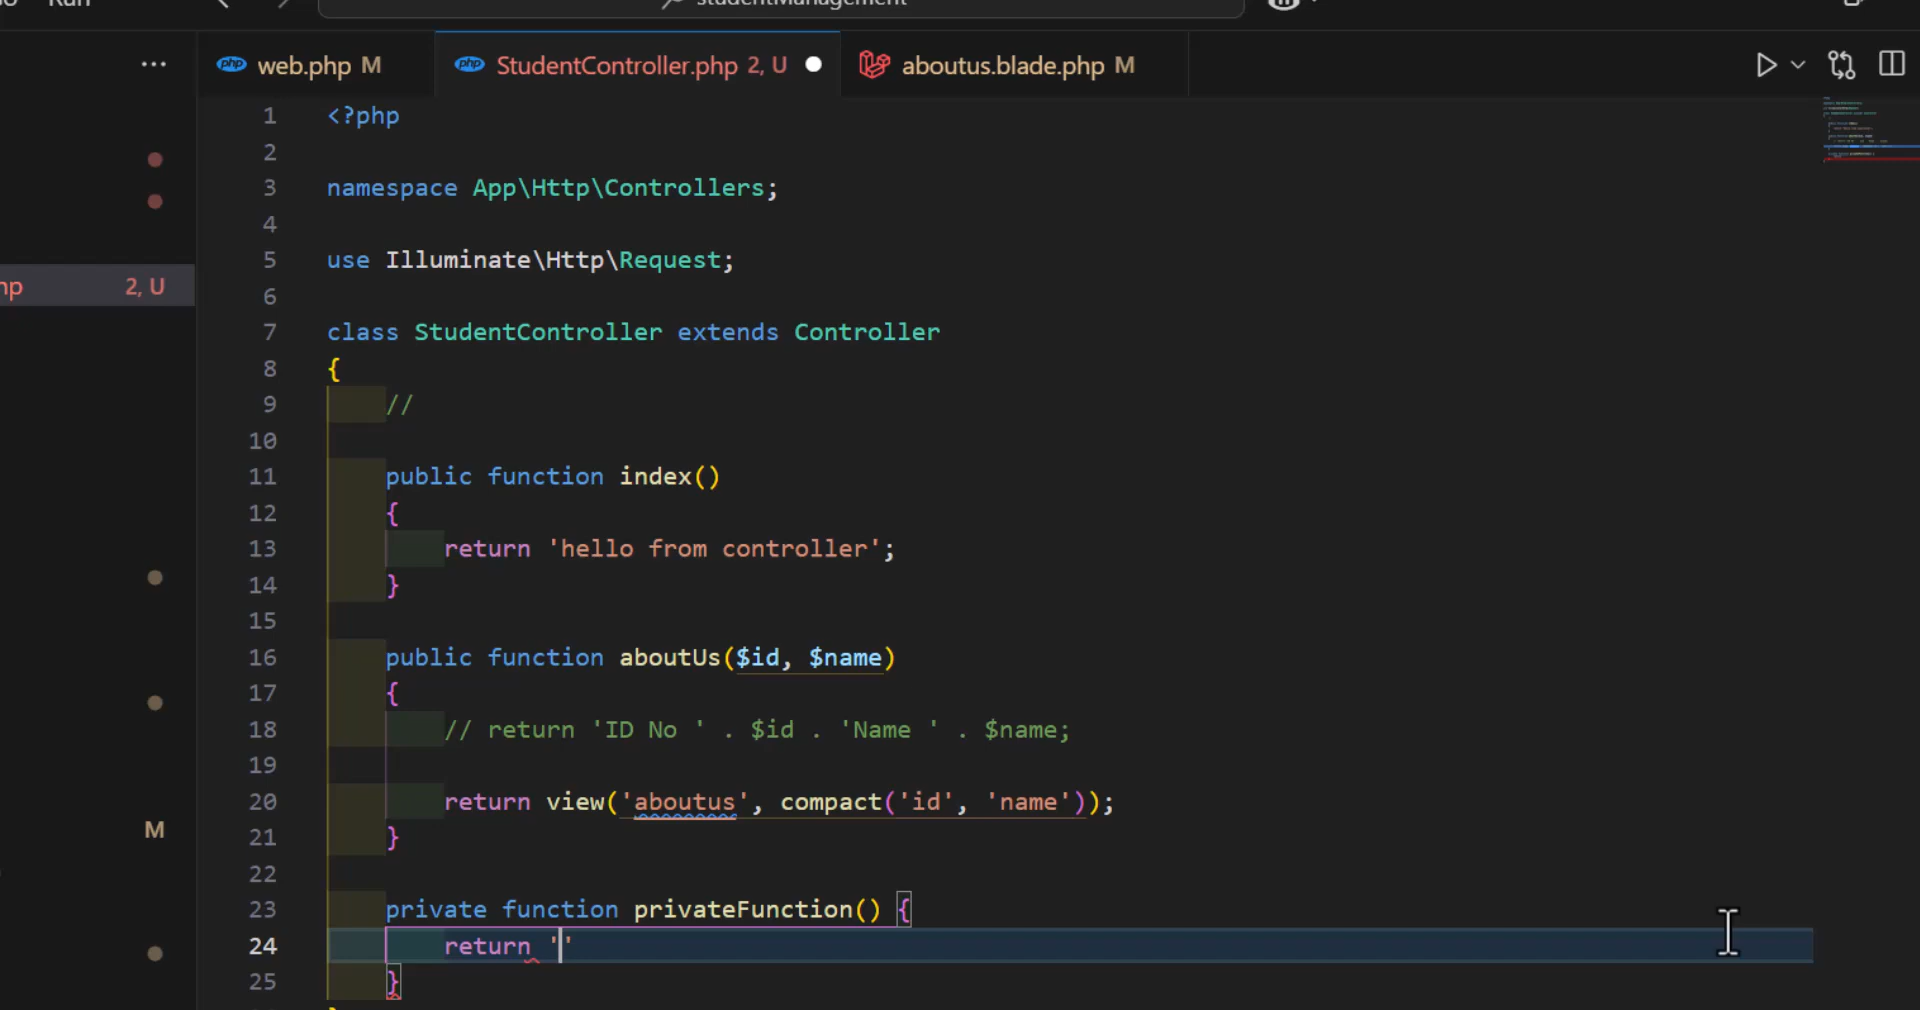 Run
studentManagement
web.php M
StudentController.php 2, U
aboutus.blade.php M
2, U
M
1 <?php
2
3 namespace App\Http\Controllers;
4
5 use Illuminate\Http\Request;
6
7 class StudentController extends Controller
8 {
9 //
10
11 public function index()
12 {
13 return 'hello from controller';
14 }
15
16 public function aboutUs($id, $name)
17 {
18 // return 'ID No ' . $id . 'Name ' . $name;
19
20 return view('aboutus', compact('id', 'name'));
21 }
22
23 private function privateFunction() {
24 return ''
25 }